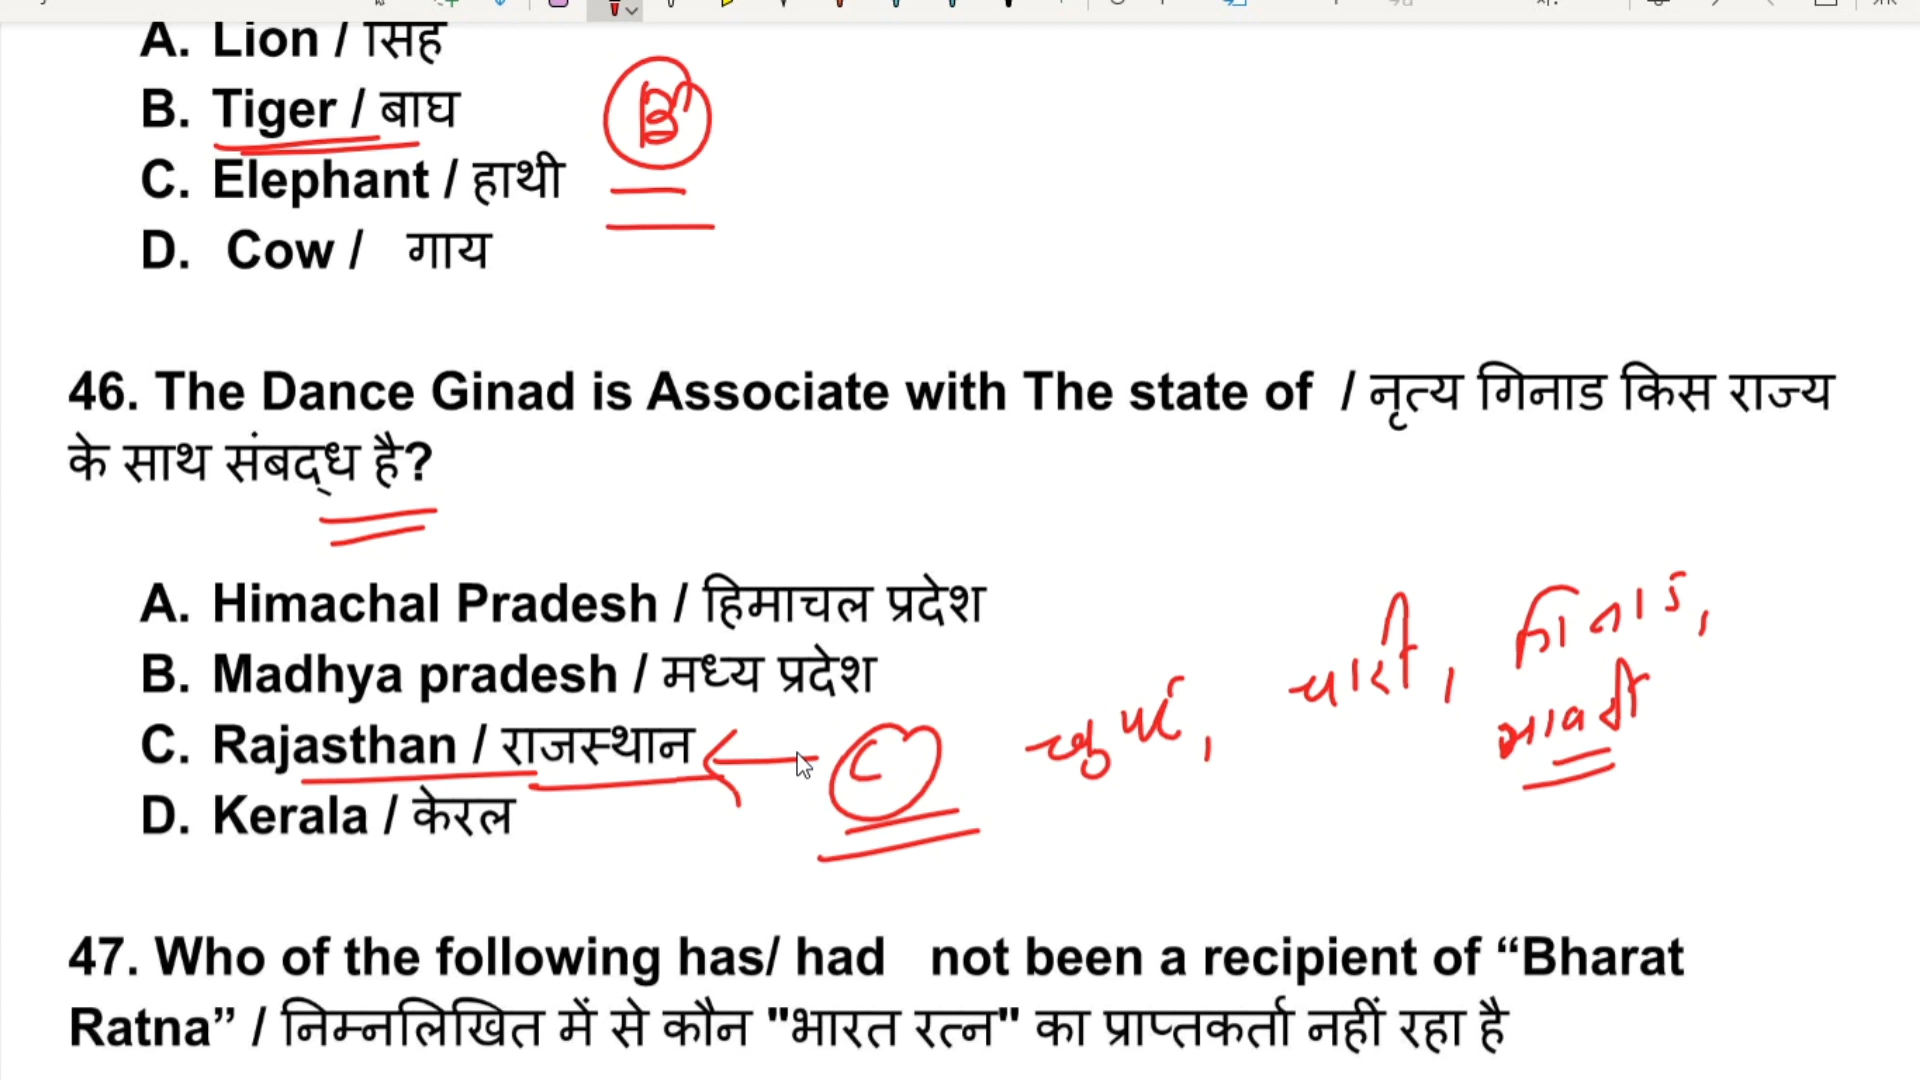 A. Lion / सिंह
B. Tiger / बाघ
B
C. Elephant / हाथी
D. Cow / गाय
46. The Dance Ginad is Associate with The state of / नृत्य गिनाड किस राज्य
के साथ संबद्ध है?
A. Himachal Pradesh / हिमाचल प्रदेश
B. Madhya pradesh / मध्य प्रदेश
C. Rajasthan / राजस्थान
C
D. Kerala / केरल
47. Who of the following has/ had not been a recipient of “Bharat
Ratna” / निम्नलिखित में से कौन "भारत रत्न" का प्राप्तकर्ता नहीं रहा है